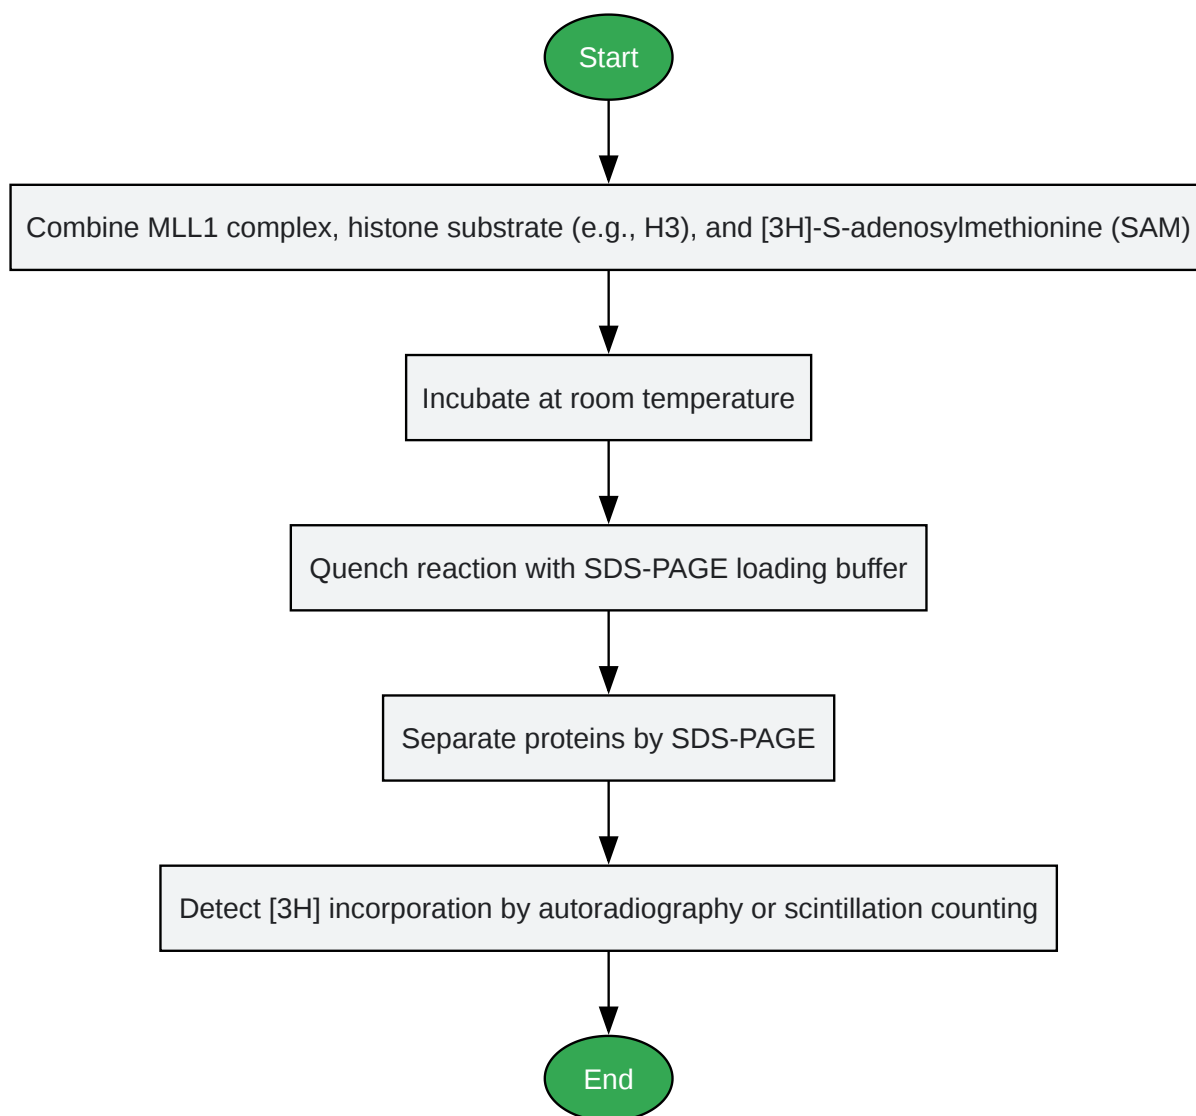 Start
Combine MLL1 complex, histone substrate (e.g., H3), and [3H]-S-adenosylmethionine (SAM)
Incubate at room temperature
Quench reaction with SDS-PAGE loading buffer
Separate proteins by SDS-PAGE
Detect [3H] incorporation by autoradiography or scintillation counting
End